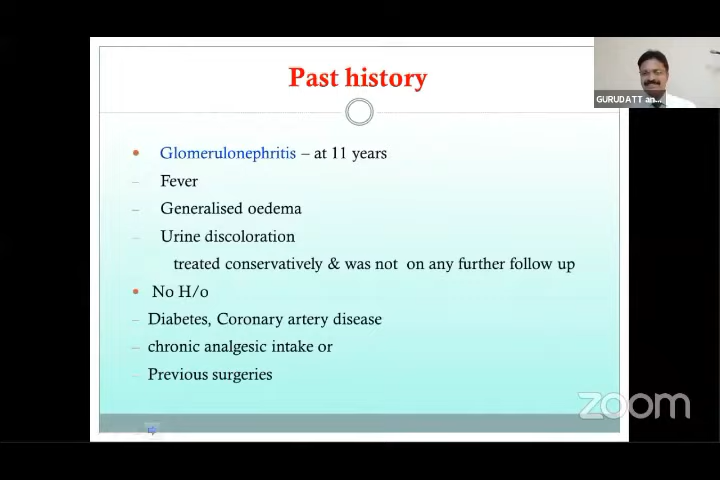 Past history
GURUDATT an...
• Glomerulonephritis – at 11 years
– Fever
– Generalised oedema
– Urine discoloration
treated conservatively & was not on any further follow up
• No H/o
– Diabetes, Coronary artery disease
– chronic analgesic intake or
– Previous surgeries
zoom